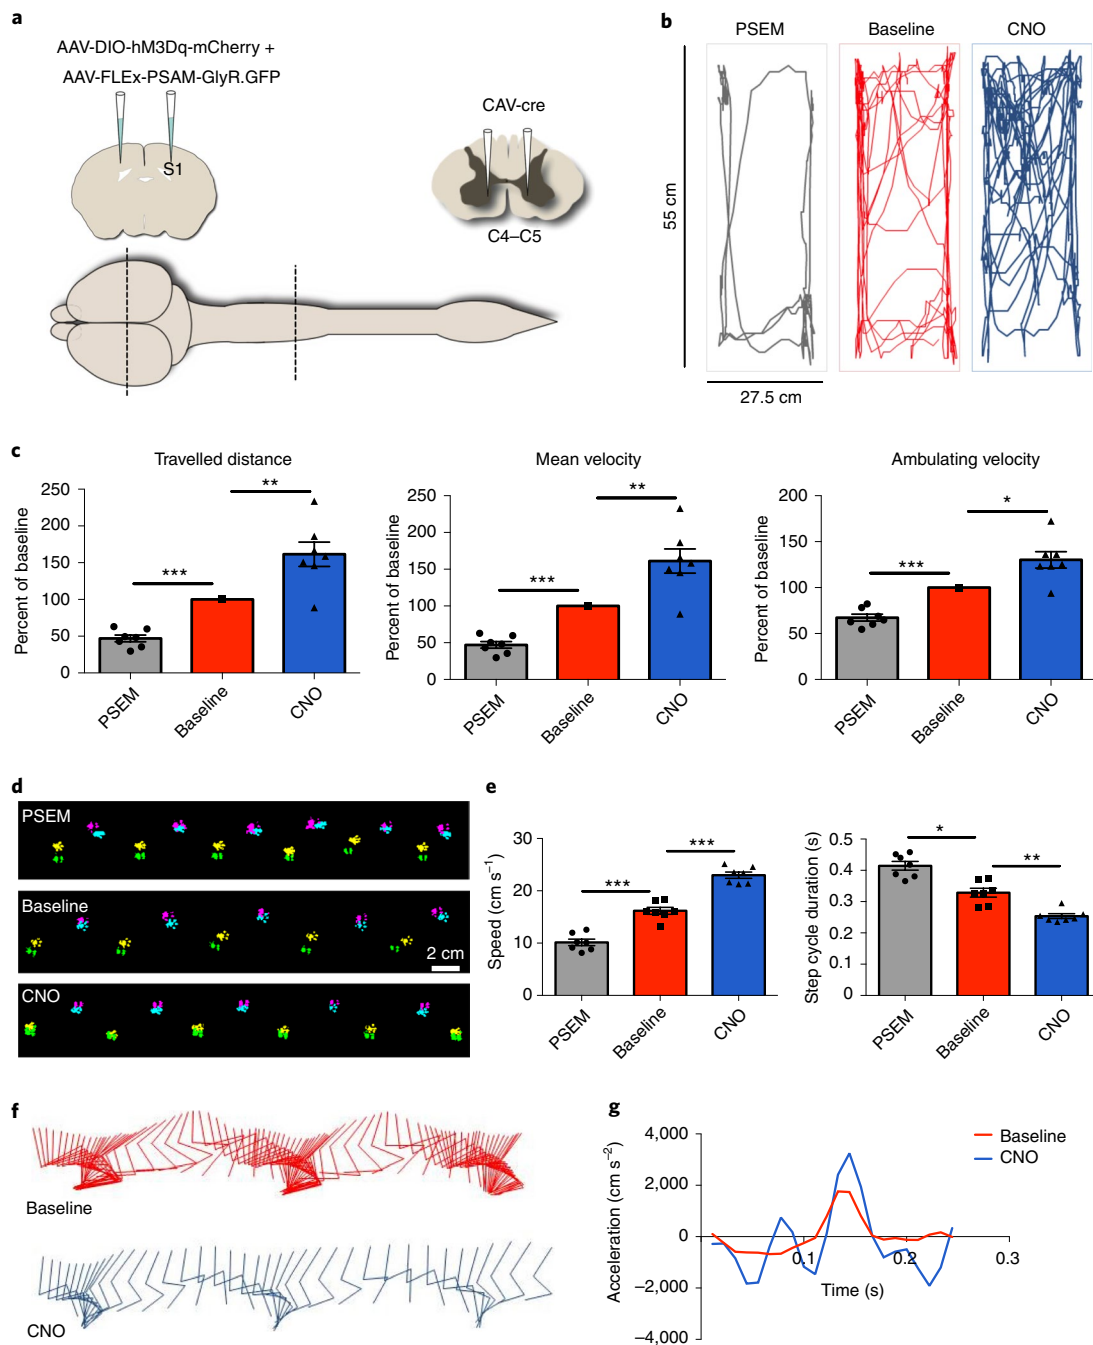 a
AAV-DIO-hM3Dq-mCherry +
AAV-FLEx-PSAM-GlyR.GFP
S1
CAV-cre
C4–C5
b
PSEM
Baseline
CNO
55 cm
27.5 cm
c
Travelled distance
Percent of baseline
250
200
150
100
50
0
***
**
PSEM
Baseline
CNO
Mean velocity
Percent of baseline
250
200
150
100
50
0
***
**
PSEM
Baseline
CNO
Ambulating velocity
Percent of baseline
200
150
100
50
0
***
*
PSEM
Baseline
CNO
d
PSEM
Baseline
2 cm
CNO
e
Speed (cm s⁻¹)
30
20
10
0
***
***
PSEM
Baseline
CNO
Step cycle duration (s)
0.5
0.4
0.3
0.2
0.1
0
*
**
PSEM
Baseline
CNO
f
Baseline
CNO
g
Acceleration (cm s⁻²)
4,000
2,000
0
–2,000
–4,000
0.1
0.2
0.3
Time (s)
Baseline
CNO